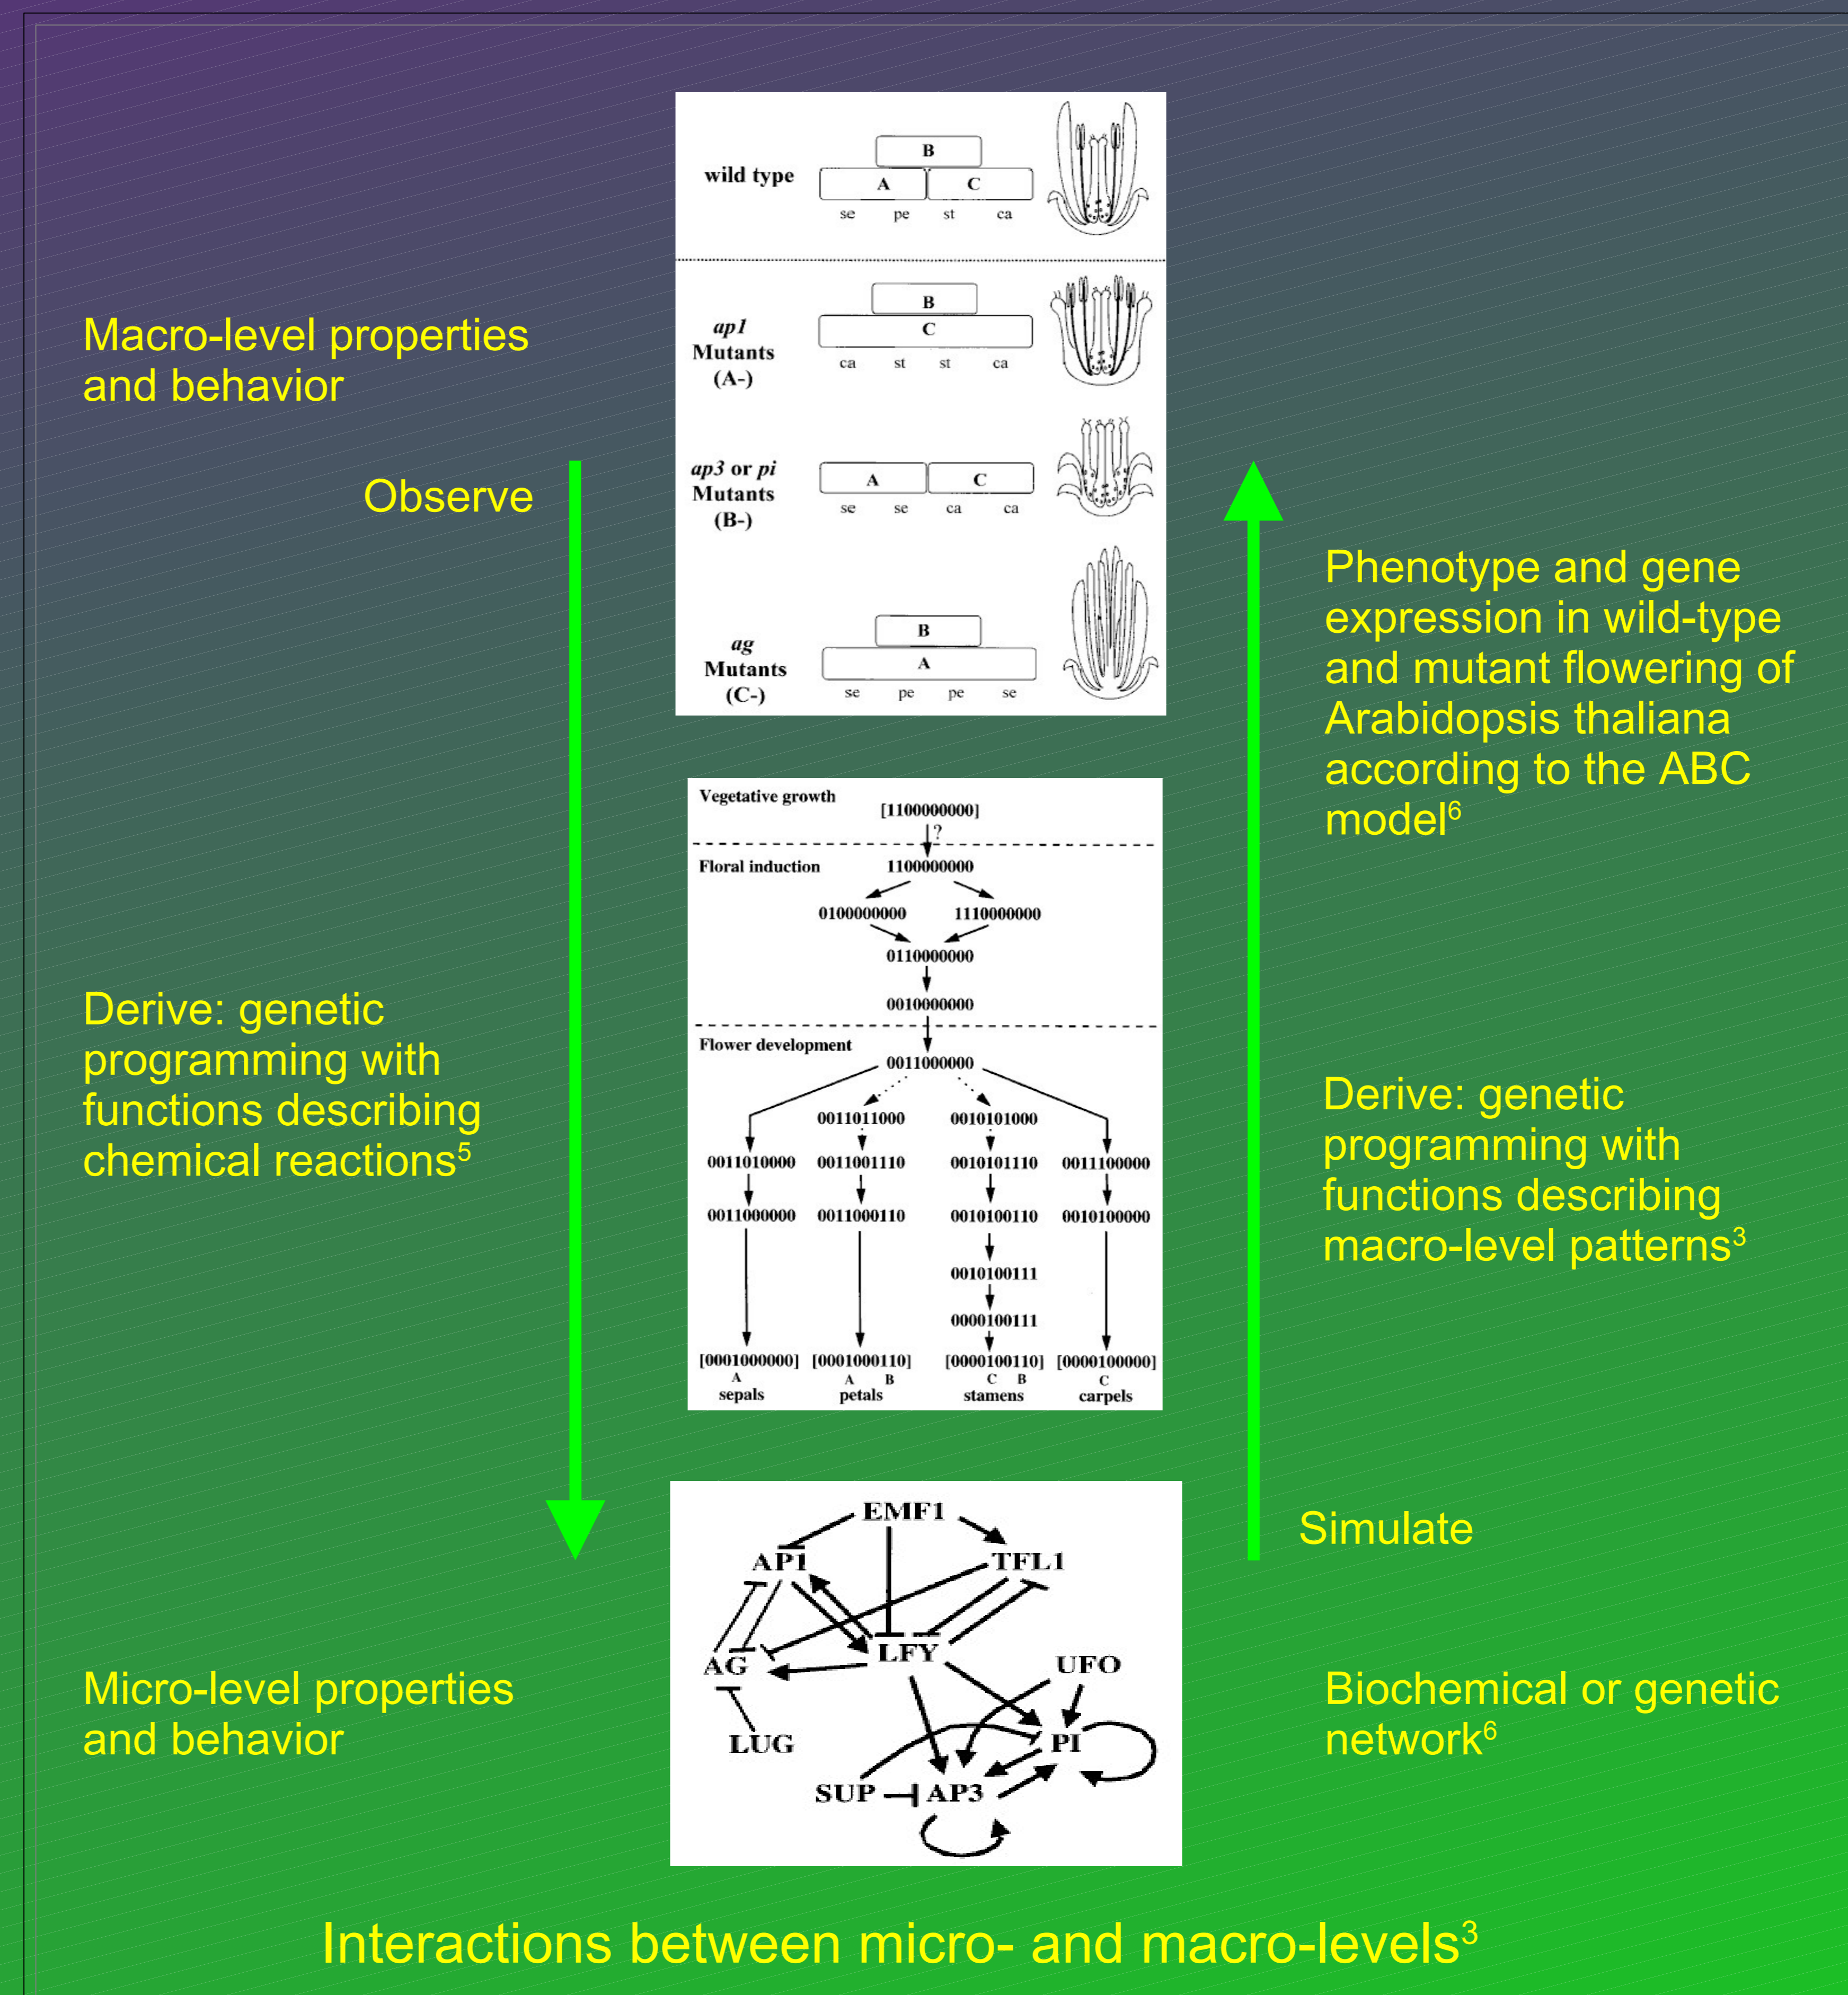 wild type
B
A C
se pe st ca
Macro-level properties
and behavior
ap1
Mutants
(A-)
B
C
ca st st ca
Observe
ap3 or pi
Mutants
(B-)
A C
se se ca ca
ag
Mutants
(C-)
B
A
se pe pe se
Phenotype and gene
expression in wild-type
and mutant flowering of
Arabidopsis thaliana
according to the ABC
model6
Vegetative growth
[1100000000]
?
Floral induction 1100000000
0100000000 1110000000
0110000000
0010000000
Flower development
0011000000
0011011000 0010101000
0011010000 0011001110 0010101110 0011100000
0011000000 0011000110 0010100110 0010100000
0010100111
0000100111
[0001000000] [0001000110] [0000100110] [0000100000]
A A B C B C
sepals petals stamens carpels
Derive: genetic
programming with
functions describing
chemical reactions5
Derive: genetic
programming with
functions describing
macro-level patterns3
Simulate
EMF1
AP1 TFL1
LFY
AG UFO
LUG PI
SUP AP3
Micro-level properties
and behavior
Biochemical or genetic
network6
Interactions between micro- and macro-levels3